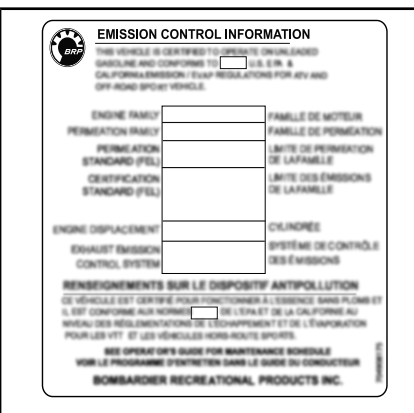 BRP
EMISSION CONTROL INFORMATION
THIS VEHICLE IS CERTIFIED TO OPERATE ON UNLEADED
GASOLINE AND CONFORMS TO U.S. EPA &
CALIFORNIA EMISSION / EVAP REGULATIONS FOR ATV AND
OFF-ROAD SPORT VEHICLE.
ENGINE FAMILY FAMILLE DE MOTEUR
PERMEATION FAMILY FAMILLE DE PERMÉATION
PERMEATION LIMITE DE PERMEATION
STANDARD (FEL) DE LA FAMILLE
CERTIFICATION LIMITE DES ÉMISSIONS
STANDARD (FEL) DE LA FAMILLE
ENGINE DISPLACEMENT CYLINDRÉE
EXHAUST EMISSION SYSTÈME DE CONTRÔLE
CONTROL SYSTEM DES ÉMISSIONS
RENSEIGNEMENTS SUR LE DISPOSITIF ANTIPOLLUTION
CE VÉHICULE EST CERTIFIÉ POUR FONCTIONNER À L'ESSENCE SANS PLOMB ET
IL EST CONFORME AUX NORMES DE L'EPA ET DE LA CALIFORNIE AU
NIVEAU DES RÉGLEMENTATIONS DE L'ÉCHAPPEMENT ET DE L'ÉVAPORATION
POUR LES VTT ET LES VÉHICULES HORS-ROUTE SPORTS.
SEE OPERATOR'S GUIDE FOR MAINTENANCE SCHEDULE
VOIR LE PROGRAMME D'ENTRETIEN DANS LE GUIDE DU CONDUCTEUR
BOMBARDIER RECREATIONAL PRODUCTS INC.